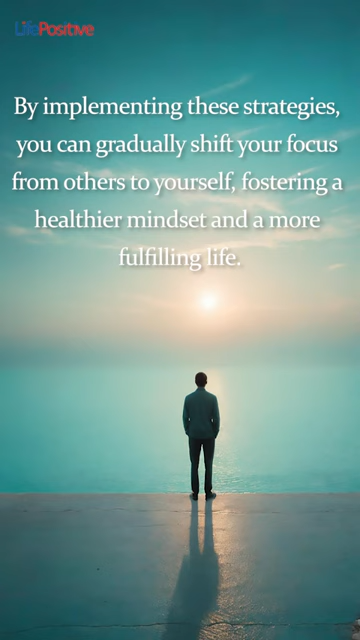 LifePositive
By implementing these strategies,
you can gradually shift your focus
from others to yourself, fostering a
healthier mindset and a more
fulfilling life.